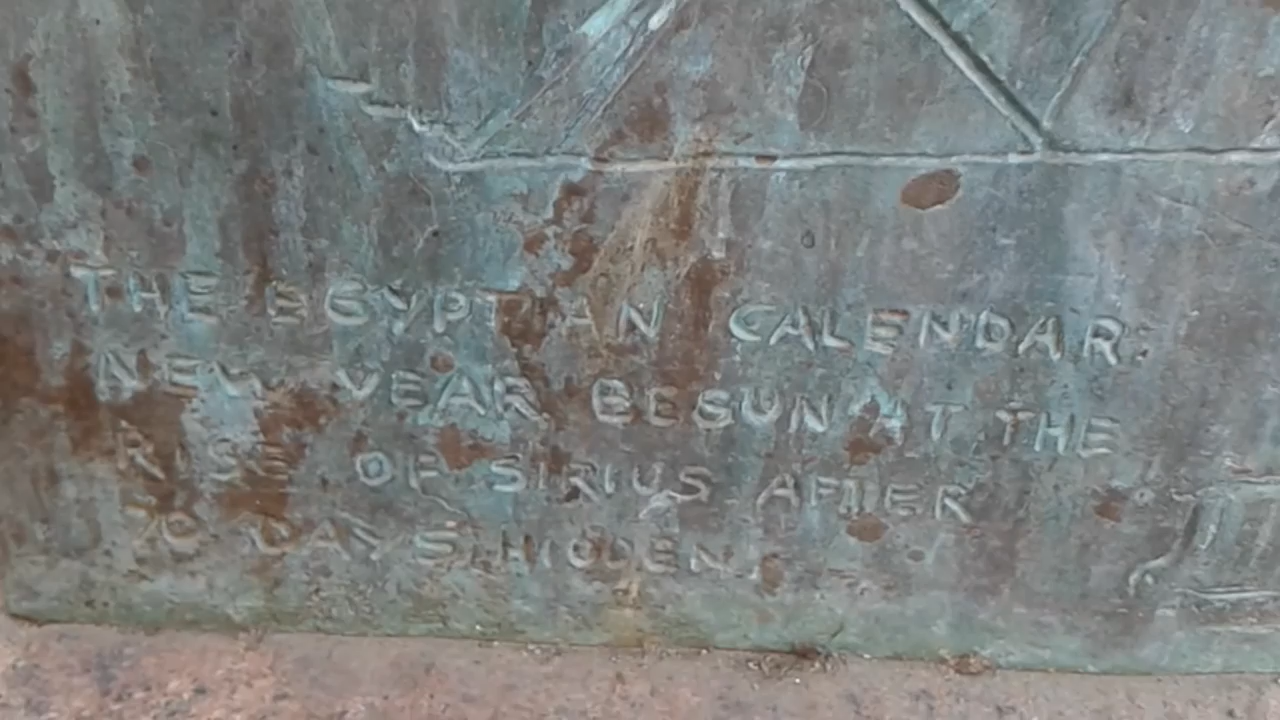 THE EGYPTIAN CALENDAR
NEW YEAR BEGUN AT THE
RISE OF SIRIUS AFTER
70 DAYS HIDDEN.